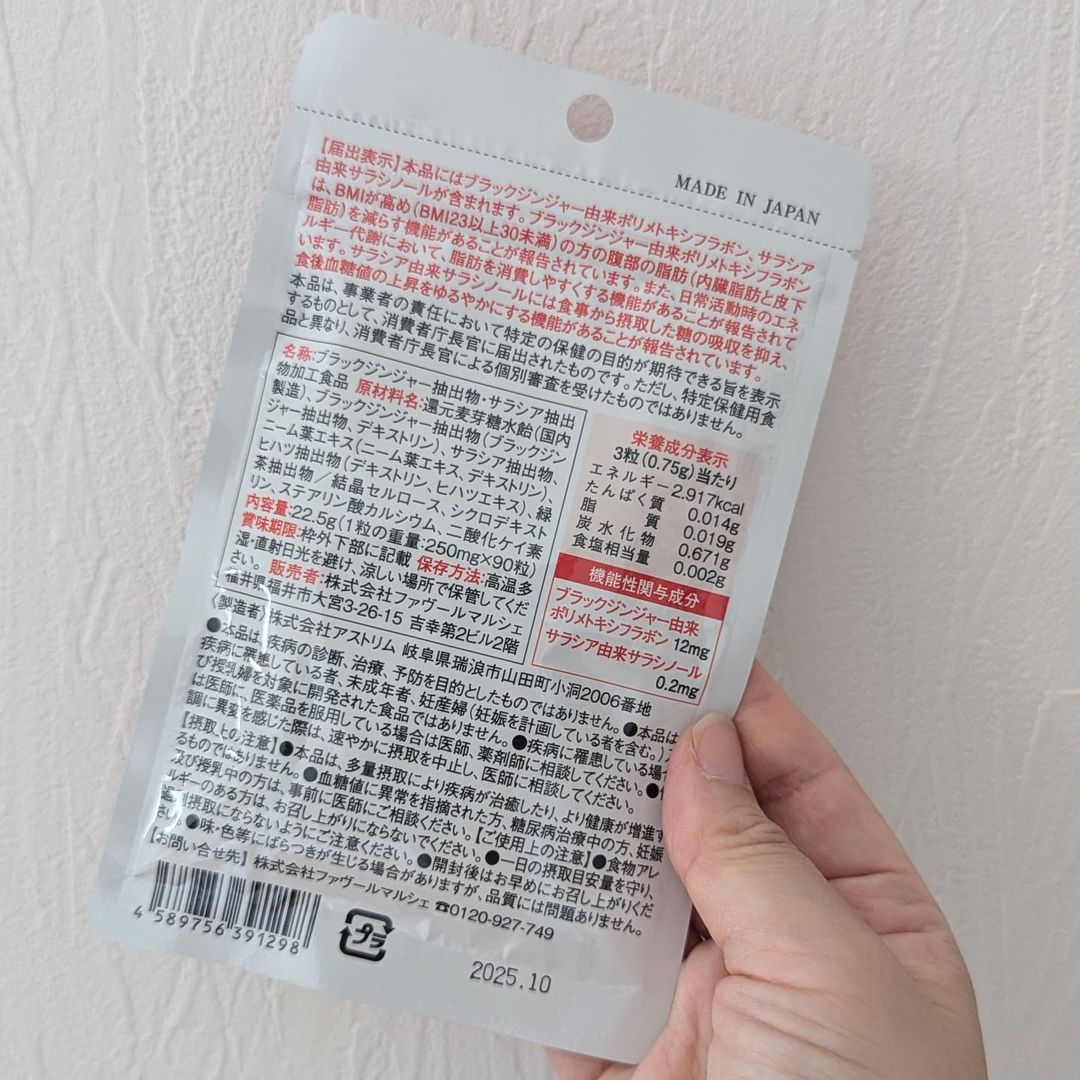 MADE IN JAPAN
【届出表示】本品にはブラックジンジャー由来ポリメトキシフラボン、サラシア
由来サラシノールが含まれます。ブラックジンジャー由来ポリメトキシフラボン
は、BMIが高め(BMI23以上30未満)の方の腹部の脂肪(内臓脂肪と皮下
脂肪)を減らす機能があることが報告されています。また、日常活動時のエネ
ルギー代謝において、脂肪を消費しやすくする機能があることが報告されて
います。サラシア由来サラシノールには食事から摂取した糖の吸収を抑え、
食後血糖値の上昇をゆるやかにする機能があることが報告されています。
本品は、事業者の責任において特定の保健の目的が期待できる旨を表示
するものとして、消費者庁長官に届出されたものです。ただし、特定保健用食
品と異なり、消費者庁長官による個別審査を受けたものではありません。
名称:ブラックジンジャー抽出物・サラシア抽出
物加工食品 原材料名:還元麦芽糖水飴(国内
製造)、ブラックジンジャー抽出物(ブラックジン
ジャー抽出物、デキストリン)、サラシア抽出物、
ニーム葉エキス(ニーム葉エキス、デキストリン)、
ヒハツ抽出物(デキストリン、ヒハツエキス)、緑
茶抽出物/結晶セルロース、シクロデキスト
リン、ステアリン酸カルシウム、二酸化ケイ素
内容量:22.5g(1粒の重量:250mg×90粒)
賞味期限:枠外下部に記載 保存方法:高温多
湿・直射日光を避け、涼しい場所で保管してくだ
さい。 販売者:株式会社ファヴールマルシェ
福井県福井市大宮3-26-15 吉幸第2ビル2階
栄養成分表示
3粒(0.75g)当たり
エネルギー 2.917kcal
たんぱく質 0.014g
脂質 0.019g
炭水化物 0.671g
食塩相当量 0.002g
機能性関与成分
ブラックジンジャー由来
ポリメトキシフラボン 12mg
サラシア由来サラシノール
0.2mg
〈製造者〉株式会社アストリム 岐阜県瑞浪市山田町小洞2006番地
●本品は、疾病の診断、治療、予防を目的としたものではありません。●本品は、
疾病に罹患している者、未成年者、妊産婦(妊娠を計画している者を含む。)
び授乳婦を対象に開発された食品ではありません。●疾病に罹患している場合
は医師に、医薬品を服用している場合は医師、薬剤師に相談してください。●
調に異変を感じた際は、速やかに摂取を中止し、医師に相談してください。
【摂取上の注意】●本品は、多量摂取により疾病が治癒したり、より健康が増進す
るものではありません。●血糖値に異常を指摘された方、糖尿病治療中の方、妊娠
及び授乳中の方は、事前に医師にご相談ください。【ご使用上の注意】●食物アレ
ルギーのある方は、お召し上がりにならないでください。●一日の摂取目安量を守り、
過剰摂取にならないようにご注意ください。●開封後はお早めにお召し上がりくだ
さい。●味・色等にばらつきが生じる場合がありますが、品質には問題ありません。
【お問い合せ先】株式会社ファヴールマルシェ ☎0120-927-749
4 589756 391298
プラ
2025.10